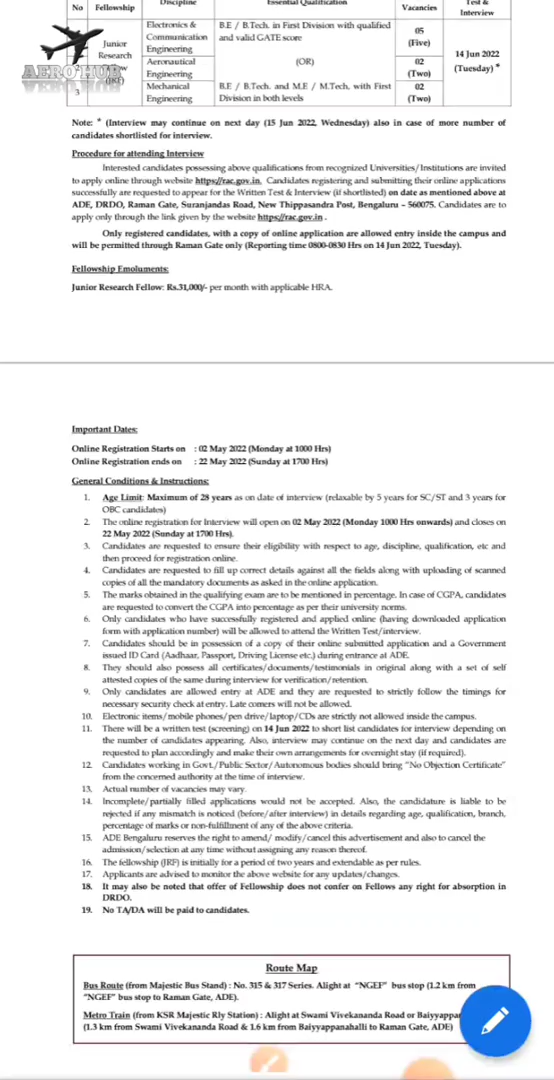 No Fellowship Discipline Essential Qualification Vacancies Test & Interview
Junior Research
AERO HUB
(JRF)
3
Electronics & Communication Engineering
B.E / B.Tech. in First Division with qualified and valid GATE score
05 (Five)
14 Jun 2022 (Tuesday) *
Aeronautical Engineering
(OR)
02 (Two)
Mechanical Engineering
B.E / B.Tech. and M.E / M.Tech, with First Division in both levels
02 (Two)
Note: * (Interview may continue on next day (15 Jun 2022, Wednesday) also in case of more number of
candidates shortlisted for interview.
Procedure for attending Interview
Interested candidates possessing above qualifications from recognized Universities/Institutions are invited
to apply online through website https://rac.gov.in. Candidates registering and submitting their online applications
successfully are requested to appear for the Written Test & Interview (if shortlisted) on date as mentioned above at
ADE, DRDO, Raman Gate, Suranjandas Road, New Thippasandra Post, Bengaluru – 560075. Candidates are to
apply only through the link given by the website https://rac.gov.in .
Only registered candidates, with a copy of online application are allowed entry inside the campus and
will be permitted through Raman Gate only (Reporting time 0800-0830 Hrs on 14 Jun 2022, Tuesday).
Fellowship Emoluments:
Junior Research Fellow: Rs.31,000/- per month with applicable HRA.
Important Dates:
Online Registration Starts on : 02 May 2022 (Monday at 1000 Hrs)
Online Registration ends on : 22 May 2022 (Sunday at 1700 Hrs)
General Conditions & Instructions:
1. Age Limit: Maximum of 28 years as on date of interview (relaxable by 5 years for SC/ST and 3 years for
OBC candidates)
2. The online registration for Interview will open on 02 May 2022 (Monday 1000 Hrs onwards) and closes on
22 May 2022 (Sunday at 1700 Hrs).
3. Candidates are requested to ensure their eligibility with respect to age, discipline, qualification, etc and
then proceed for registration online.
4. Candidates are requested to fill up correct details against all the fields along with uploading of scanned
copies of all the mandatory documents as asked in the online application.
5. The marks obtained in the qualifying exam are to be mentioned in percentage. In case of CGPA, candidates
are requested to convert the CGPA into percentage as per their university norms.
6. Only candidates who have successfully registered and applied online (having downloaded application
form with application number) will be allowed to attend the Written Test/interview.
7. Candidates should be in possession of a copy of their online submitted application and a Government
issued ID Card (Aadhaar, Passport, Driving License etc.) during entrance at ADE.
8. They should also possess all certificates/documents/testimonials in original along with a set of self
attested copies of the same during interview for verification/retention.
9. Only candidates are allowed entry at ADE and they are requested to strictly follow the timings for
necessary security check at entry. Late comers will not be allowed.
10. Electronic items/mobile phones/pen drive/laptop/CDs are strictly not allowed inside the campus.
11. There will be a written test (screening) on 14 Jun 2022 to short list candidates for interview depending on
the number of candidates appearing. Also, interview may continue on the next day and candidates are
requested to plan accordingly and make their own arrangements for overnight stay (if required).
12. Candidates working in Govt./Public Sector/Autonomous bodies should bring "No Objection Certificate"
from the concerned authority at the time of interview.
13. Actual number of vacancies may vary.
14. Incomplete/partially filled applications would not be accepted. Also, the candidature is liable to be
rejected if any mismatch is noticed (before/after interview) in details regarding age, qualification, branch,
percentage of marks or non-fulfillment of any of the above criteria.
15. ADE Bengaluru reserves the right to amend/ modify/cancel this advertisement and also to cancel the
admission/selection at any time without assigning any reason thereof.
16. The fellowship (JRF) is initially for a period of two years and extendable as per rules.
17. Applicants are advised to monitor the above website for any updates/changes.
18. It may also be noted that offer of Fellowship does not confer on Fellows any right for absorption in
DRDO.
19. No TA/DA will be paid to candidates.
Route Map
Bus Route (from Majestic Bus Stand) : No. 315 & 317 Series. Alight at "NGEF" bus stop (1.2 km from
"NGEF" bus stop to Raman Gate, ADE).
Metro Train (from KSR Majestic Rly Station) : Alight at Swami Vivekananda Road or Baiyyappa
(1.3 km from Swami Vivekananda Road & 1.6 km from Baiyyappanahalli to Raman Gate, ADE)